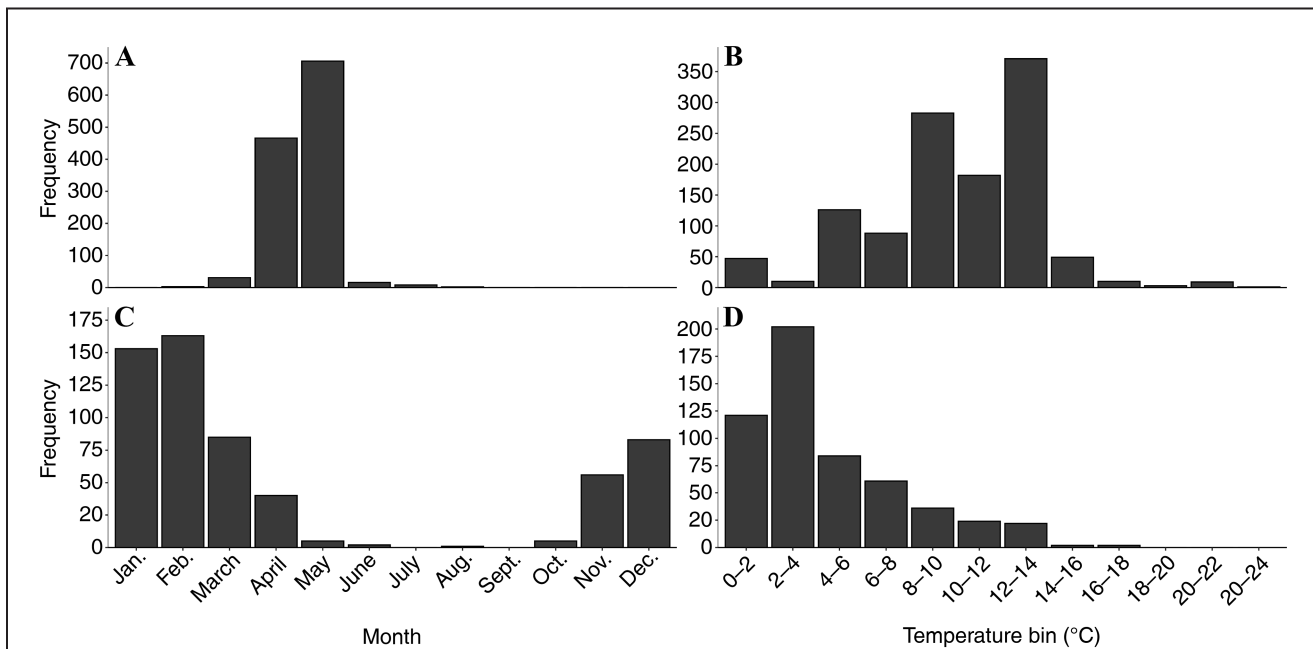 A
700
600
500
400
300
200
100
0
Frequency
B
350
300
250
200
150
100
50
0
C
175
150
125
100
75
50
20
0
Frequency
Jan.
Feb.
March
April
May
June
July
Aug.
Sept.
Oct.
Nov.
Dec.
Month
D
200
175
150
125
100
75
50
20
0
0–2
2–4
4–6
6–8
8–10
10–12
12–14
14–16
16–18
18–20
20–22
20–24
Temperature bin (°C)